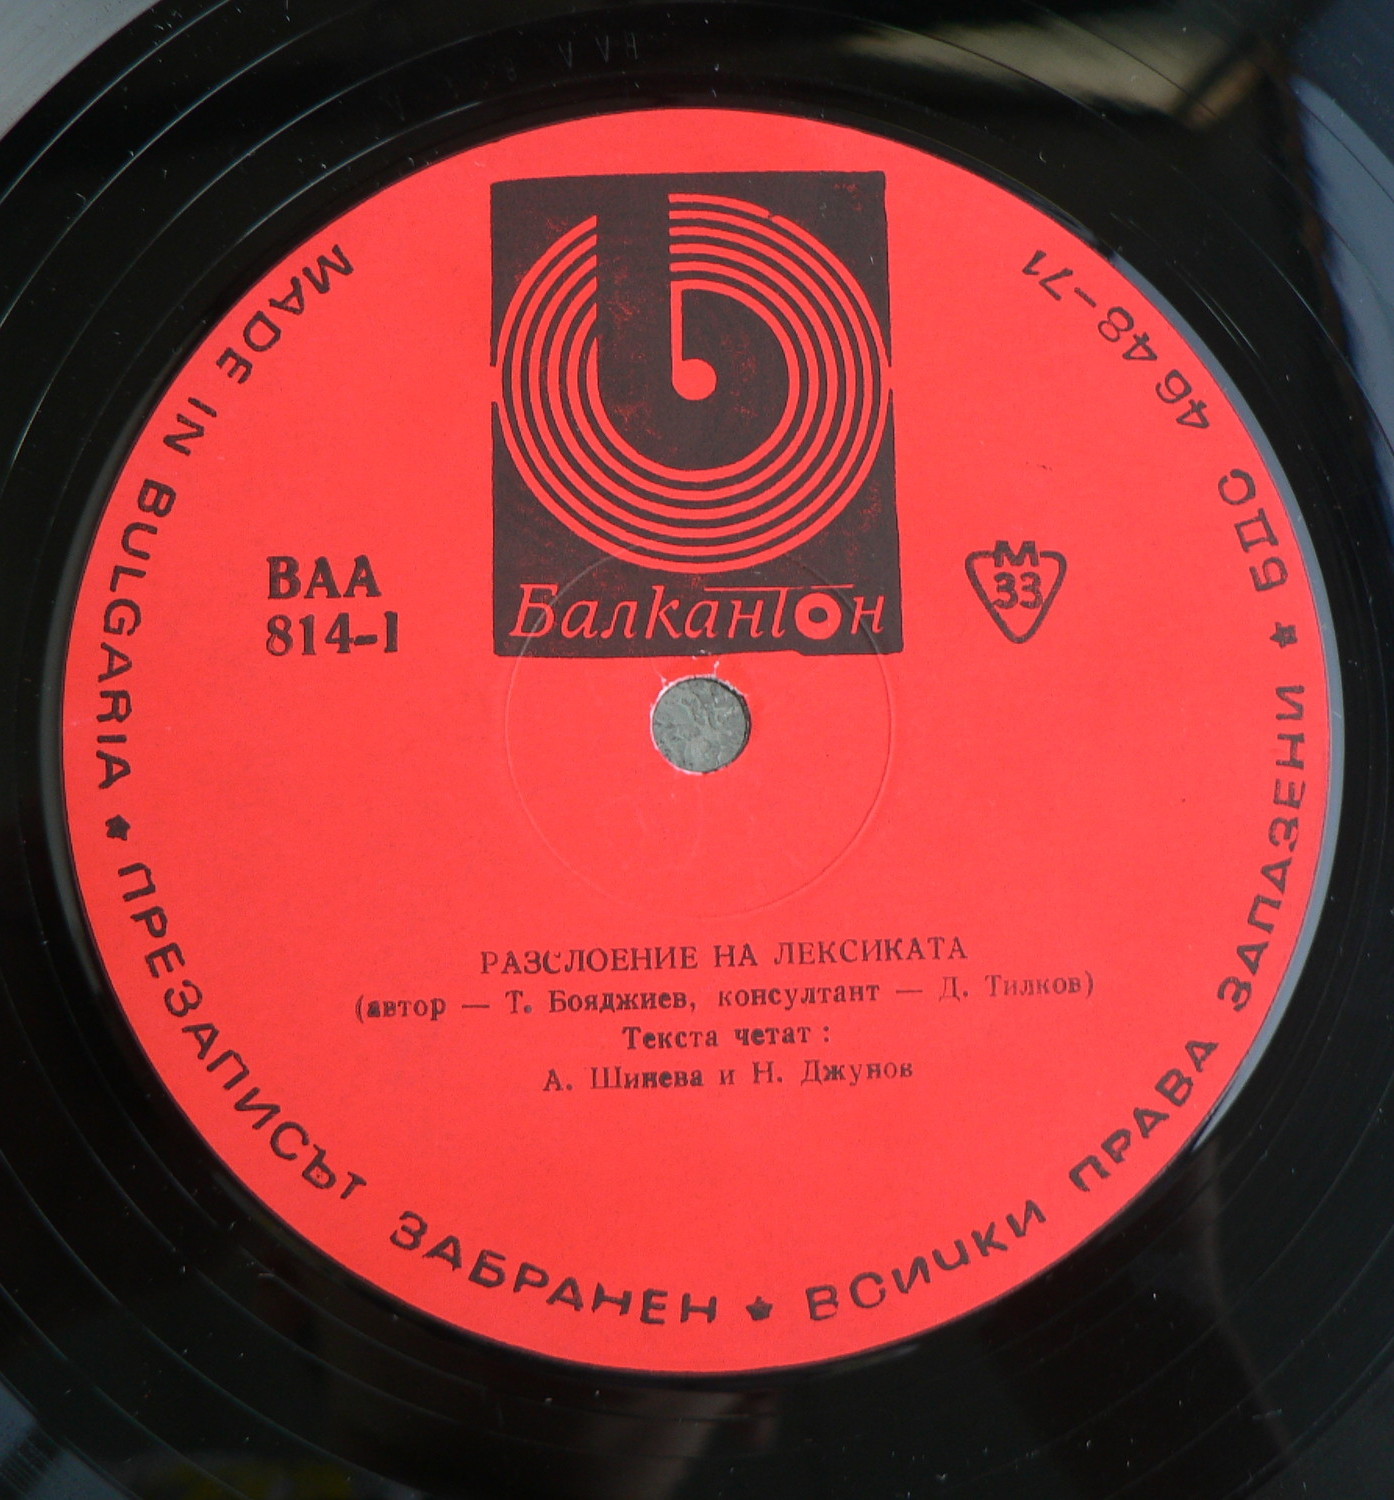 Балкантон
ВАА
814-1
М
33
РАЗСЛОЕНИЕ НА ЛЕКСИКАТА
(автор — Т. Бояджиев, консултант — Д. Тилков)
Текста четат :
А. Шинева и Н. Джунов
MADE IN BULGARIA ★ ПРЕЗАПИСЪТ ЗАБРАНЕН ★ ВСИЧКИ ПРАВА ЗАПАЗЕНИ ★ БДС 4648-71